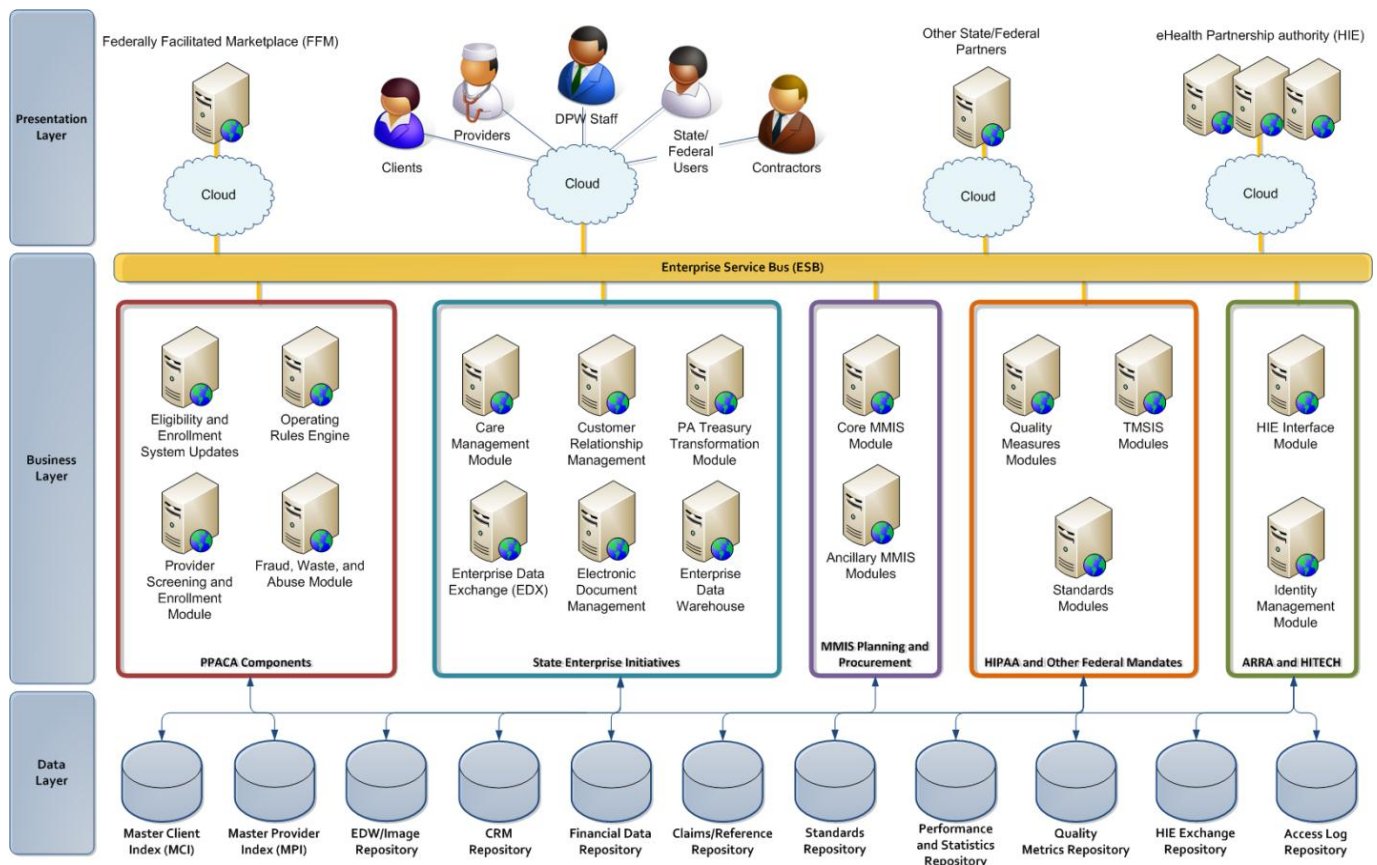 Presentation
Layer
Federally Facilitated Marketplace (FFM)
Cloud
Clients
Providers
DPW Staff
State/
Federal
Users
Contractors
Cloud
Other State/Federal
Partners
Cloud
eHealth Partnership authority (HIE)
Cloud
Business
Layer
Enterprise Service Bus (ESB)
Eligibility and
Enrollment
System Updates
Operating
Rules Engine
Provider
Screening and
Enrollment
Module
Fraud, Waste, and
Abuse Module
PPACA Components
Care
Management
Module
Customer
Relationship
Management
PA Treasury
Transformation
Module
Enterprise Data
Exchange (EDX)
Electronic
Document
Management
Enterprise
Data
Warehouse
State Enterprise Initiatives
Core MMIS
Module
Ancillary MMIS
Modules
MMIS Planning and
Procurement
Quality
Measures
Modules
TMSIS
Modules
Standards
Modules
HIPAA and Other Federal Mandates
HIE Interface
Module
Identity
Management
Module
ARRA and HITECH
Data
Layer
Master Client
Index (MCI)
Master Provider
Index (MPI)
EDW/Image
Repository
CRM
Repository
Financial Data
Repository
Claims/Reference
Repository
Standards
Repository
Performance
and Statistics
Repository
Quality
Metrics Repository
HIE Exchange
Repository
Access Log
Repository